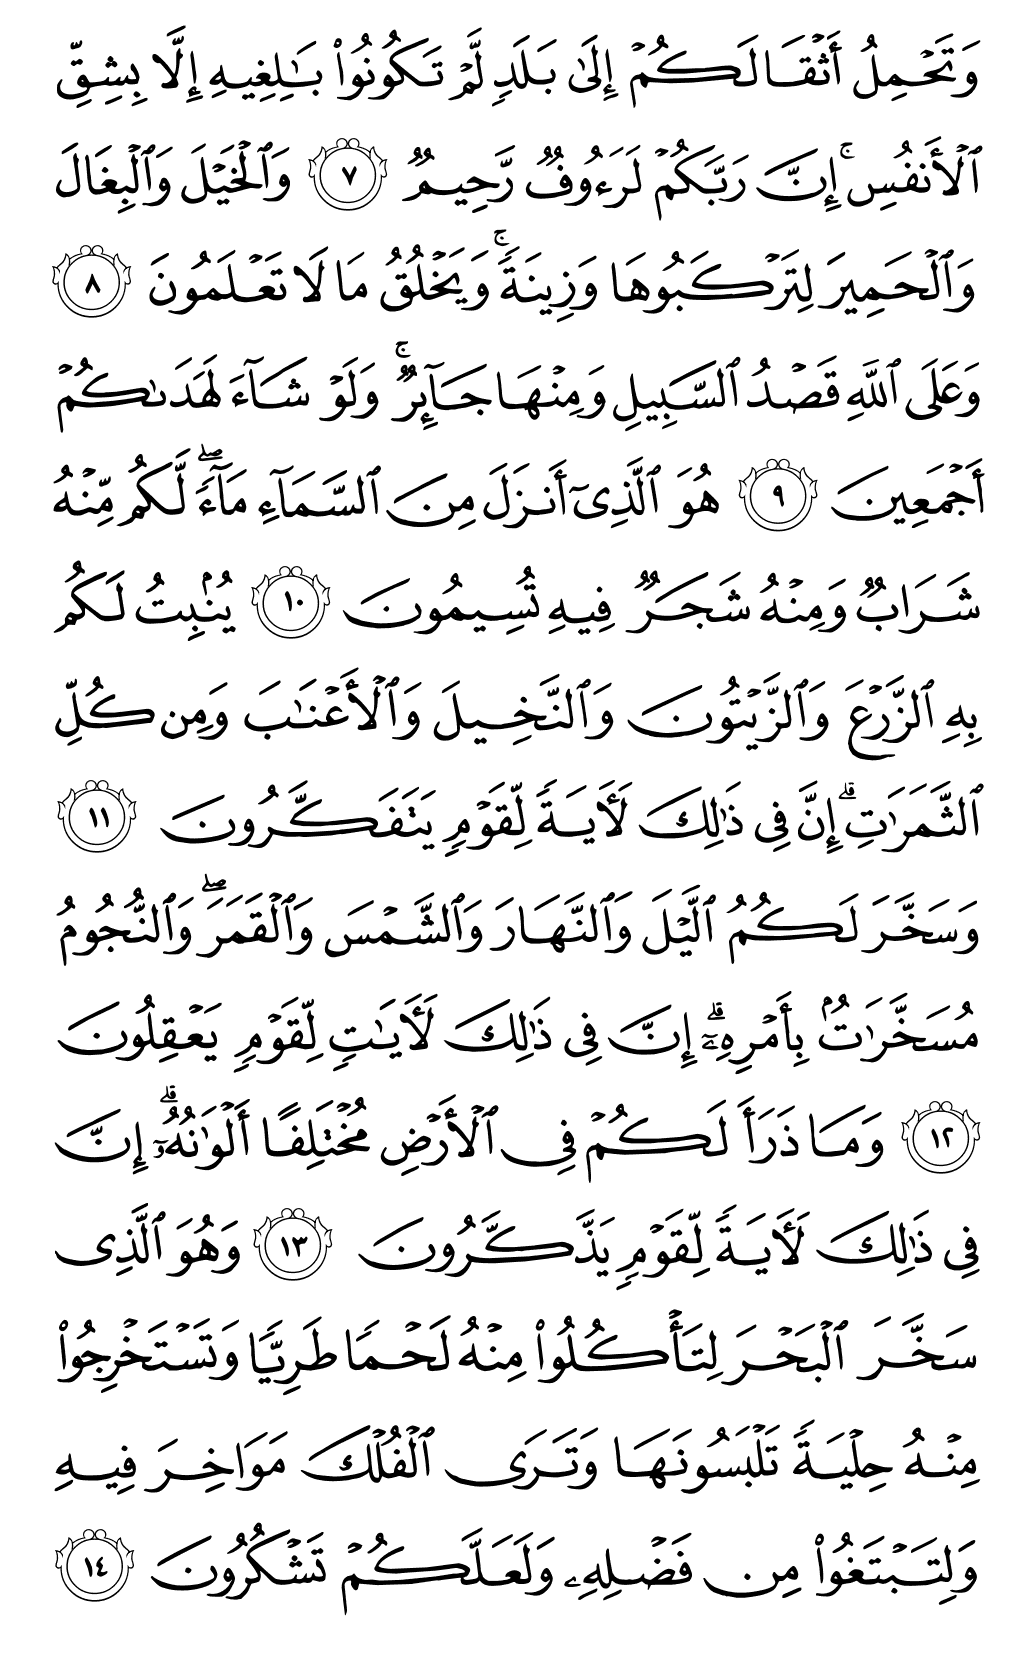 وَتَحۡمِلُ أَثۡقَالَكُمۡ إِلَىٰ بَلَدٖ لَّمۡ تَكُونُواْ بَٰلِغِيهِ إِلَّا بِشِقِّ
ٱلۡأَنفُسِۚ إِنَّ رَبَّكُمۡ لَرَءُوفٞ رَّحِيمٞ ٧ وَٱلۡخَيۡلَ وَٱلۡبِغَالَ
وَٱلۡحَمِيرَ لِتَرۡكَبُوهَا وَزِينَةٗۚ وَيَخۡلُقُ مَا لَا تَعۡلَمُونَ ٨
وَعَلَى ٱللَّهِ قَصۡدُ ٱلسَّبِيلِ وَمِنۡهَا جَآئِرٞۚ وَلَوۡ شَآءَ لَهَدَىٰكُمۡ
أَجۡمَعِينَ ٩ هُوَ ٱلَّذِيٓ أَنزَلَ مِنَ ٱلسَّمَآءِ مَآءٗۖ لَّكُم مِّنۡهُ
شَرَابٞ وَمِنۡهُ شَجَرٞ فِيهِ تُسِيمُونَ ١٠ يُنۢبِتُ لَكُم
بِهِ ٱلزَّرۡعَ وَٱلزَّيۡتُونَ وَٱلنَّخِيلَ وَٱلۡأَعۡنَٰبَ وَمِن كُلِّ
ٱلثَّمَرَٰتِۚ إِنَّ فِي ذَٰلِكَ لَأٓيَةٗ لِّقَوۡمٖ يَتَفَكَّرُونَ ١١
وَسَخَّرَ لَكُمُ ٱلَّيۡلَ وَٱلنَّهَارَ وَٱلشَّمۡسَ وَٱلۡقَمَرَۖ وَٱلنُّجُومُ
مُسَخَّرَٰتُۢ بِأَمۡرِهِۦٓۚ إِنَّ فِي ذَٰلِكَ لَأٓيَٰتٖ لِّقَوۡمٖ يَعۡقِلُونَ
١٢ وَمَا ذَرَأَ لَكُمۡ فِي ٱلۡأَرۡضِ مُخۡتَلِفًا أَلۡوَٰنُهُۥٓۗ إِنَّ
فِي ذَٰلِكَ لَأٓيَةٗ لِّقَوۡمٖ يَذَّكَّرُونَ ١٣ وَهُوَ ٱلَّذِي
سَخَّرَ ٱلۡبَحۡرَ لِتَأۡكُلُواْ مِنۡهُ لَحۡمٗا طَرِيّٗا وَتَسۡتَخۡرِجُواْ
مِنۡهُ حِلۡيَةٗ تَلۡبَسُونَهَا وَتَرَى ٱلۡفُلۡكَ مَوَاخِرَ فِيهِ
وَلِتَبۡتَغُواْ مِن فَضۡلِهِۦ وَلَعَلَّكُمۡ تَشۡكُرُونَ ١٤